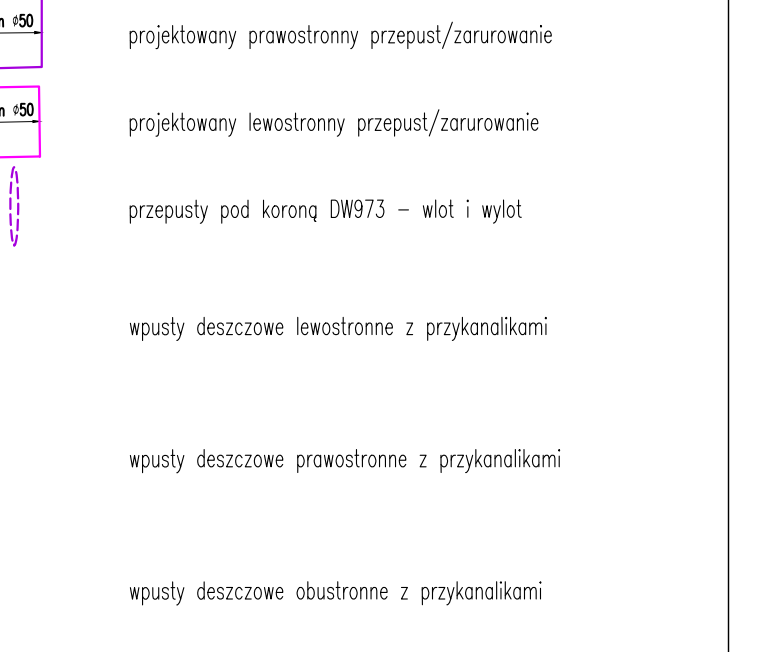 ø50
projektowany prawostronny przepust/zarurowanie
ø50
projektowany lewostronny przepust/zarurowanie
przepusty pod koroną DW973 – wlot i wylot
wpusty deszczowe lewostronne z przykanalikami
wpusty deszczowe prawostronne z przykanalikami
wpusty deszczowe obustronne z przykanalikami